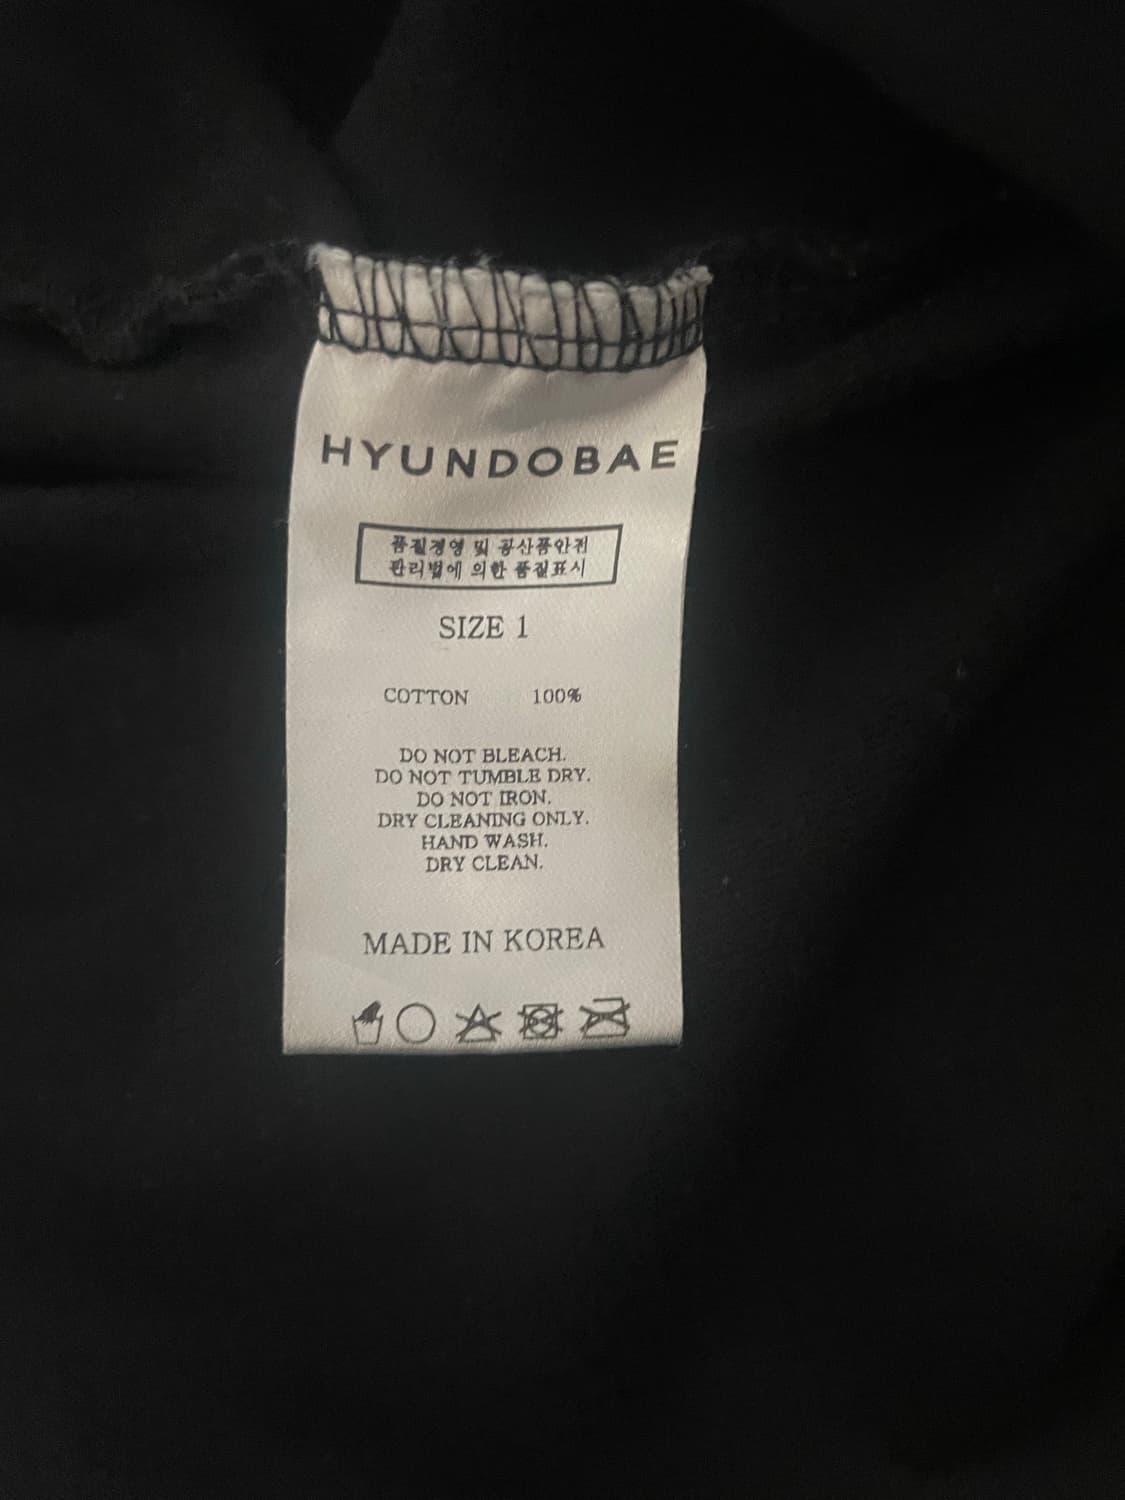 HYUNDOBAE
품질경영 및 공산품안전
관리법에 의한 품질표시
SIZE 1
COTTON 100%
DO NOT BLEACH.
DO NOT TUMBLE DRY.
DO NOT IRON.
DRY CLEANING ONLY.
HAND WASH.
DRY CLEAN.
MADE IN KOREA